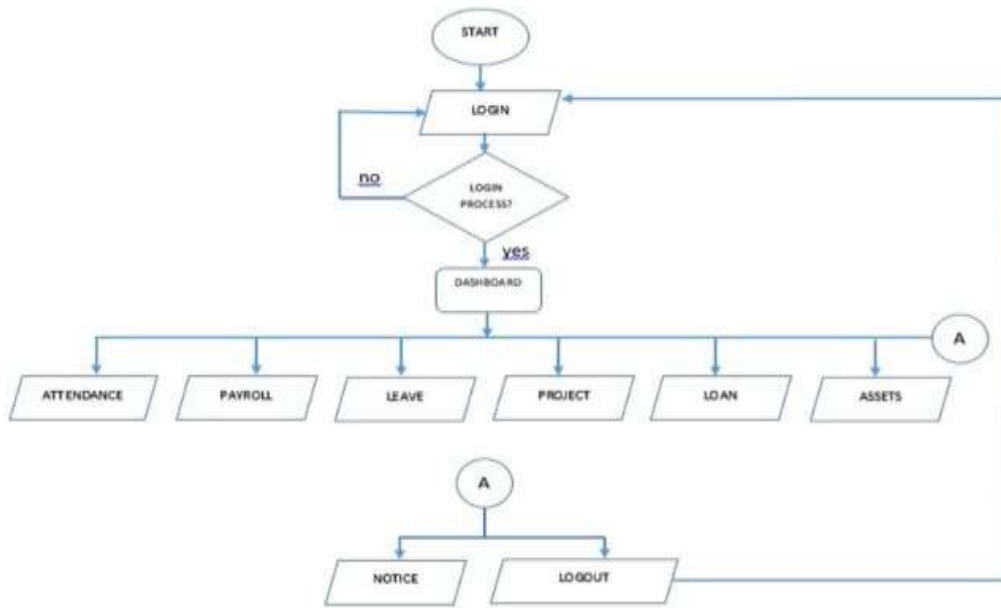 START
LOGIN
no
LOGIN
PROCESS?
yes
DASHBOARD
A
ATTENDANCE
PAYROLL
LEAVE
PROJECT
LOAN
ASSETS
A
NOTICE
LOGOUT